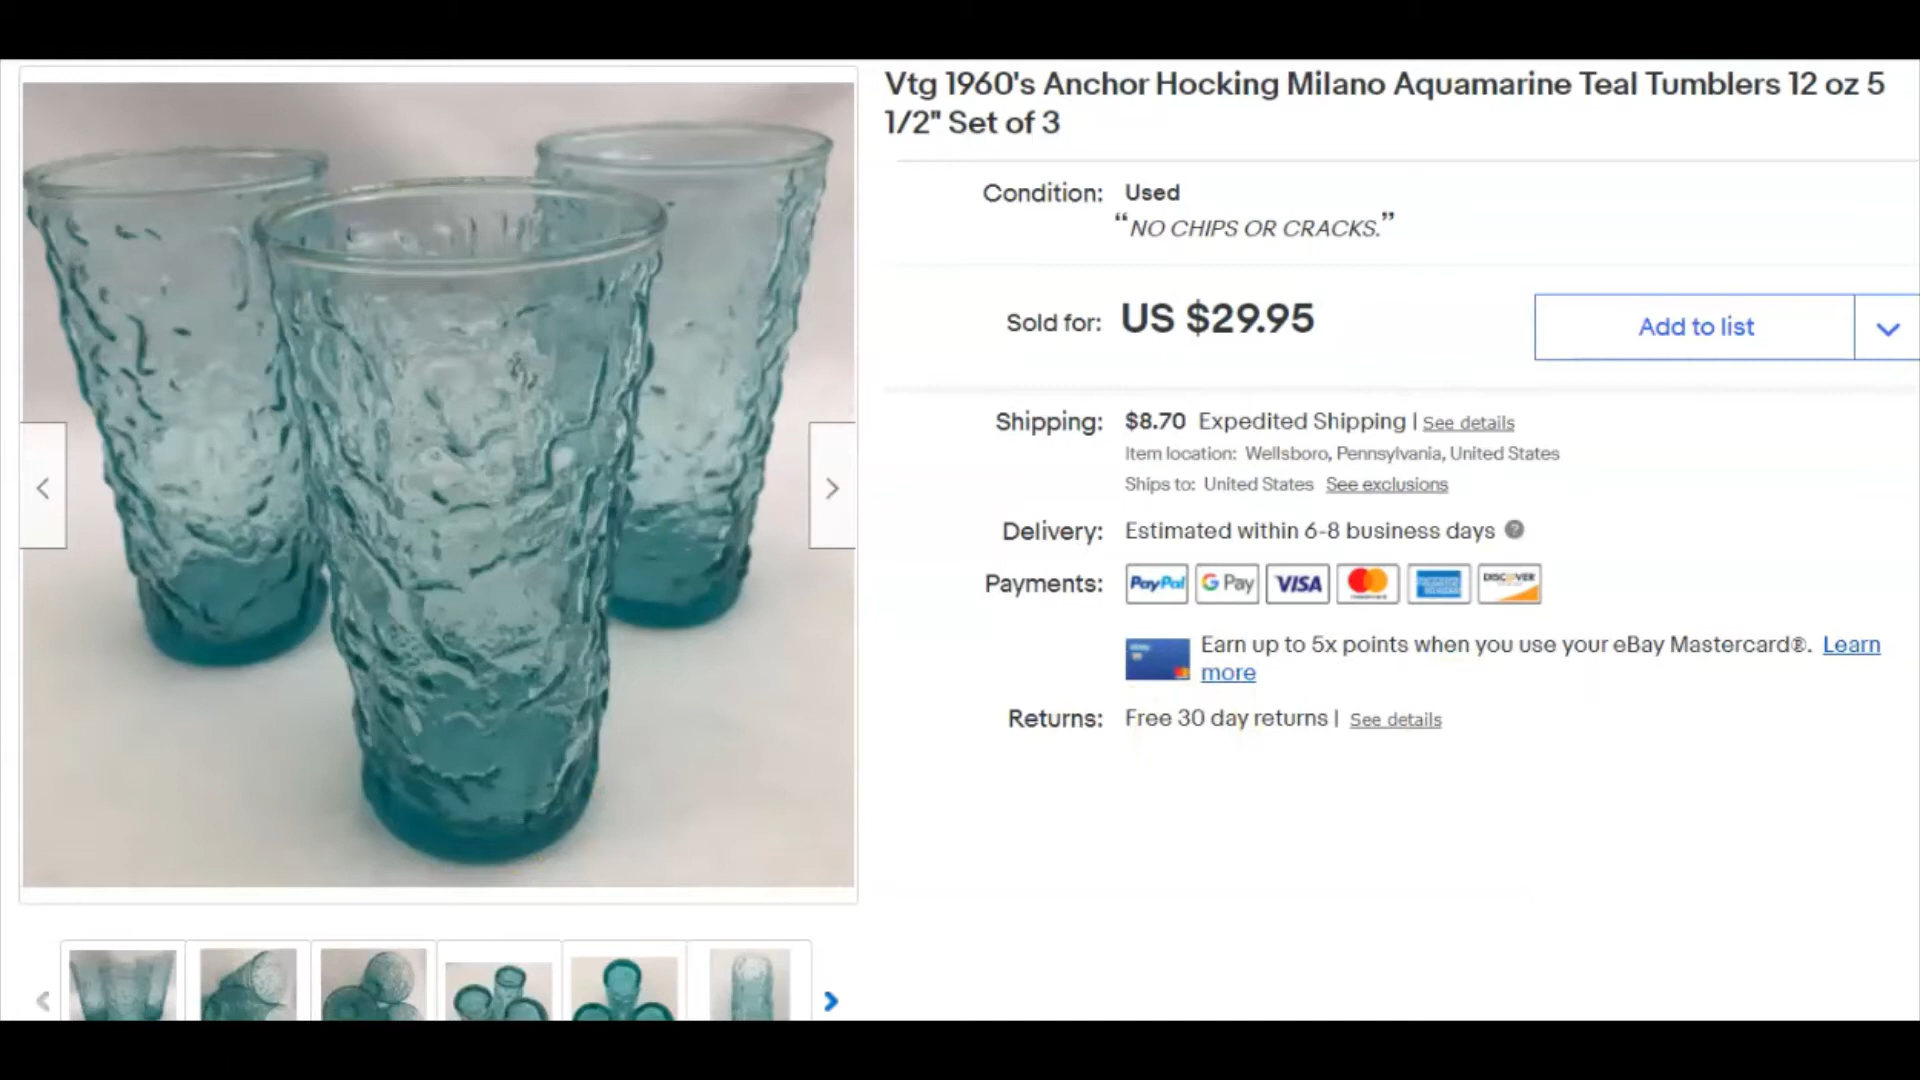 Vtg 1960's Anchor Hocking Milano Aquamarine Teal Tumblers 12 oz 5
1/2" Set of 3
Condition: Used
“NO CHIPS OR CRACKS.”
Sold for: US $29.95
Add to list
Shipping: $8.70 Expedited Shipping | See details
Item location: Wellsboro, Pennsylvania, United States
Ships to: United States See exclusions
Delivery: Estimated within 6-8 business days ?
Payments: PayPal G Pay VISA DISCOVER
Earn up to 5x points when you use your eBay Mastercard®. Learn
more
Returns: Free 30 day returns | See details